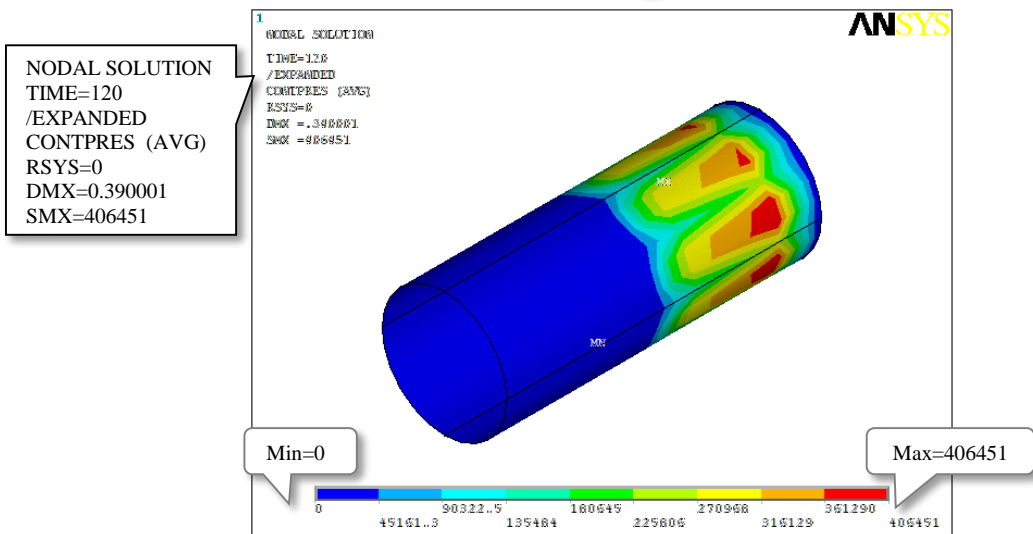 1
NODAL SOLUTION
TIME=120
/EXPANDED
CONTPRES (AVG)
RSYS=0
DMX =.390001
SMX =406451
ANSYS
NODAL SOLUTION
TIME=120
/EXPANDED
CONTPRES (AVG)
RSYS=0
DMX=0.390001
SMX=406451
MX
MN
Min=0
Max=406451
0 90322..5 180645 270968 361290
45161..3 135484 225806 316129 406451